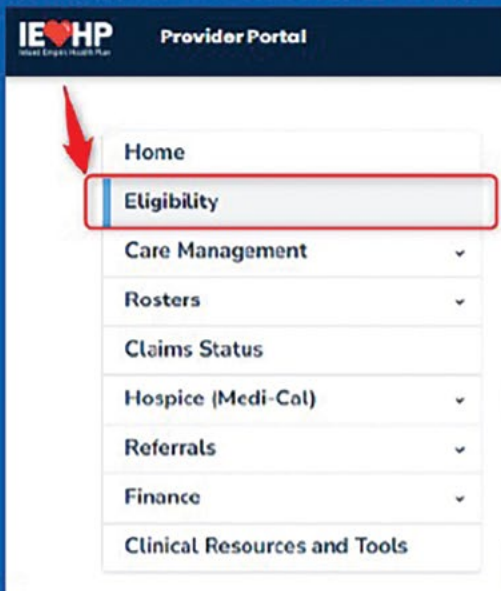 IEHP
Inland Empire Health Plan
Provider Portal
Home
Eligibility
Care Management
Rosters
Claims Status
Hospice (Medi-Cal)
Referrals
Finance
Clinical Resources and Tools